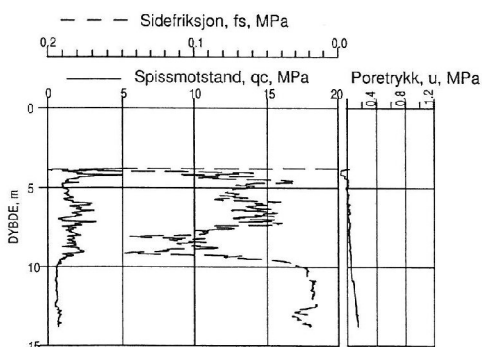 Sidefriksjon, fs, MPa
0,2 0,1 0,0
Spissmotstand, qc, MPa Poretrykk, u, MPa
0 5 10 15 20 0.4 0.8 1.2
DYBDE, m
0
5
10
15